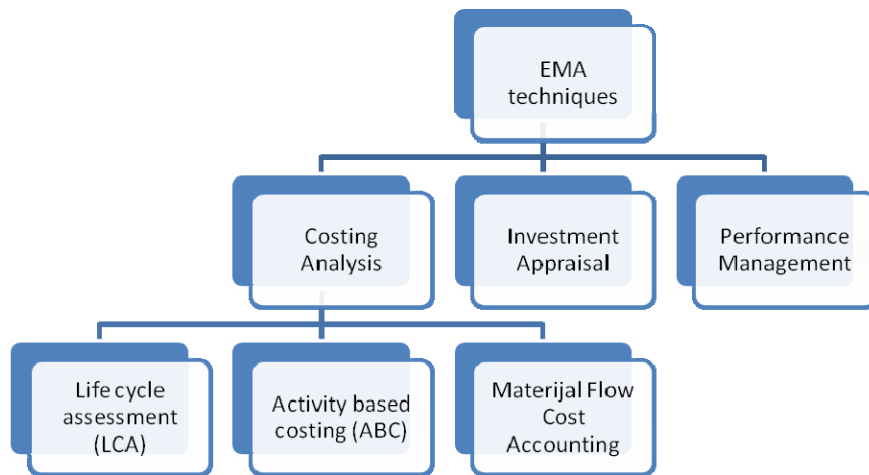 EMA
techniques
Costing
Analysis
Investment
Appraisal
Performance
Management
Life cycle
assessment
(LCA)
Activity based
costing (ABC)
Materijal Flow
Cost
Accounting